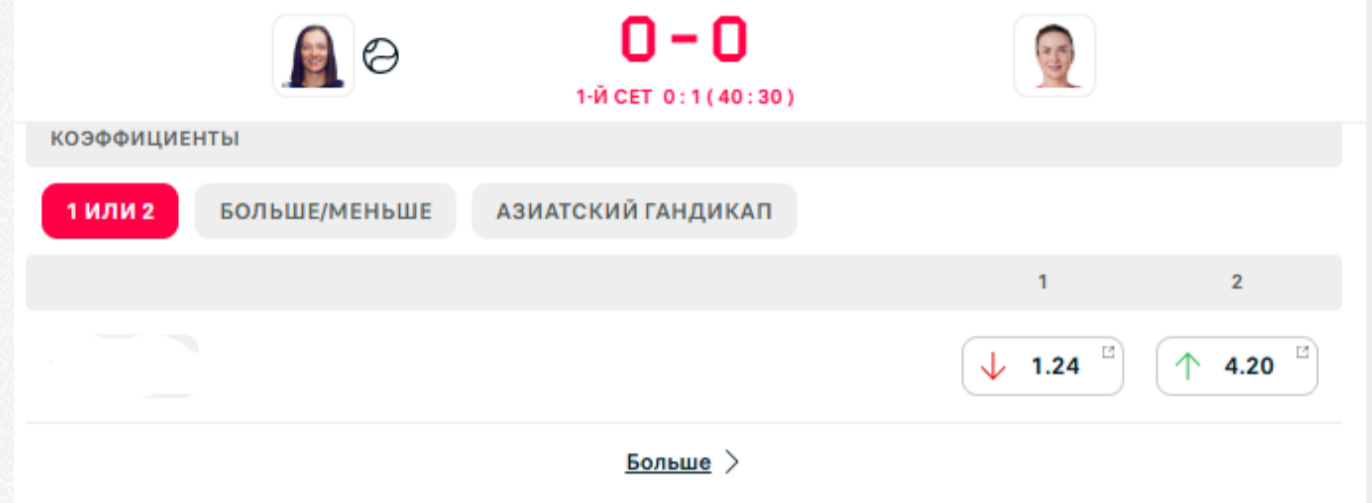 0 - 0
1-Й СЕТ 0 : 1 ( 40 : 30 )
КОЭФФИЦИЕНТЫ
1 ИЛИ 2 БОЛЬШЕ/МЕНЬШЕ АЗИАТСКИЙ ГАНДИКАП
1 2
1.24 4.20
Больше